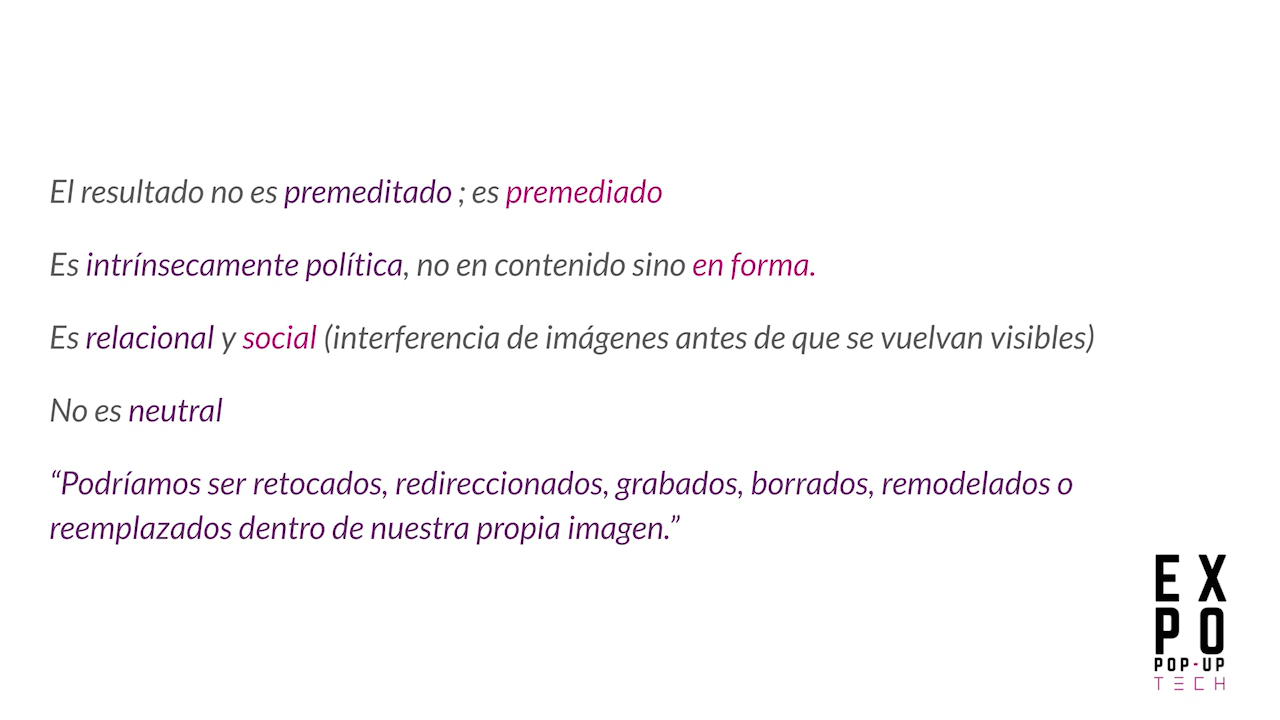 El resultado no es premeditado ; es premediado
Es intrínsecamente política, no en contenido sino en forma.
Es relacional y social (interferencia de imágenes antes de que se vuelvan visibles)
No es neutral
“Podríamos ser retocados, redireccionados, grabados, borrados, remodelados o
reemplazados dentro de nuestra propia imagen.”
EX
PO
POP-UP
TECH